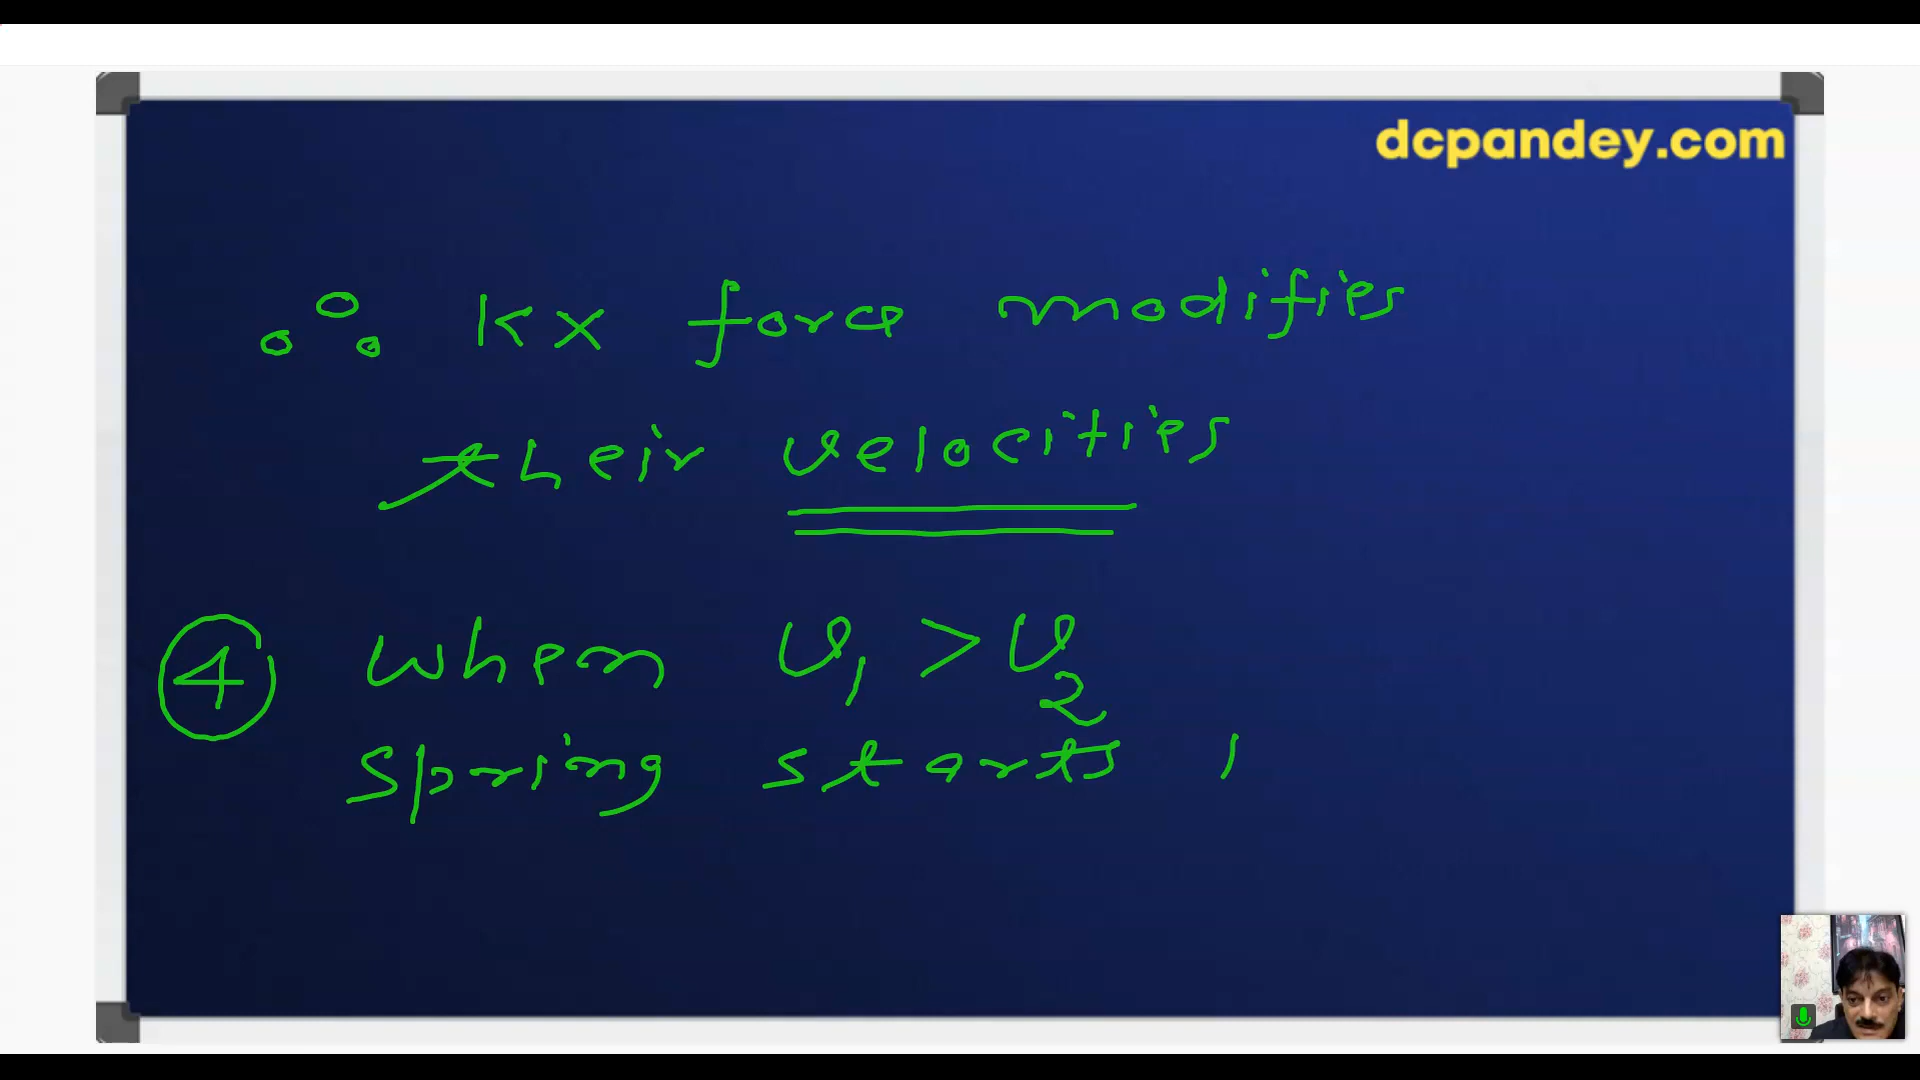 dcpandey.com
∴ kx force modifies
their velocities
④ when v₁ > v₂
spring starts